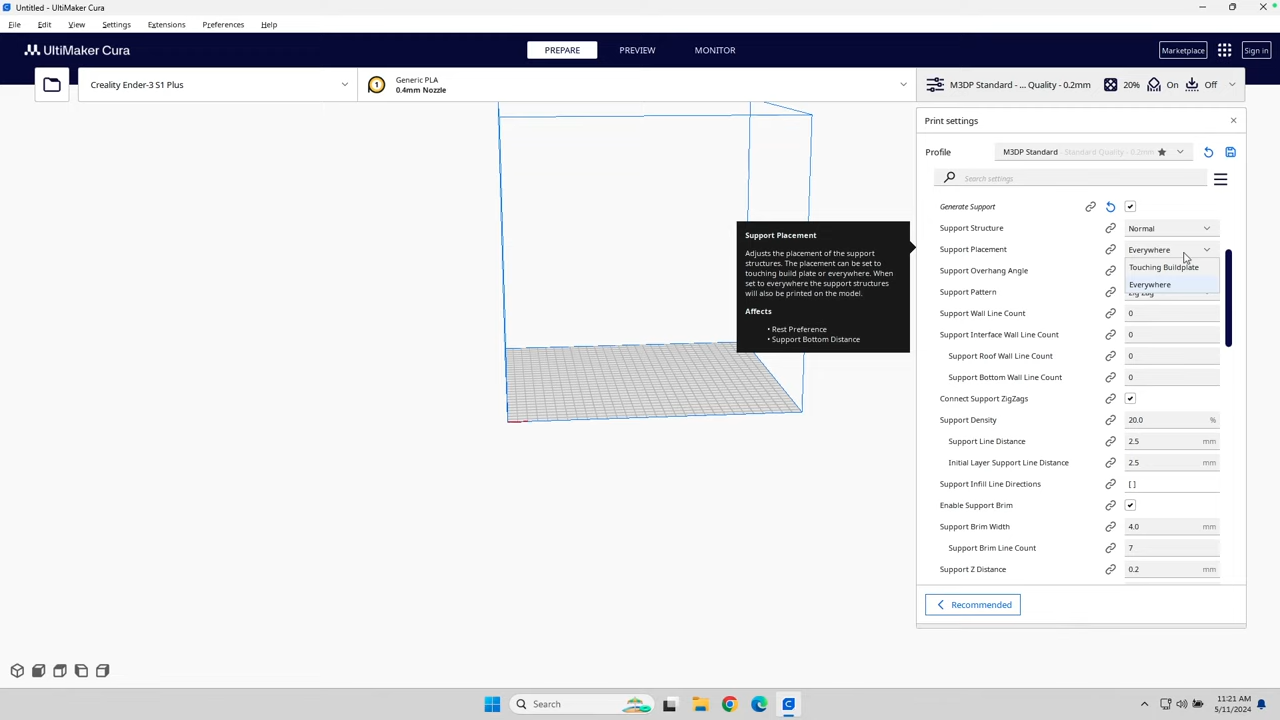 Untitled - UltiMaker Cura
File Edit View Settings Extensions Preferences Help
UltiMaker Cura
PREPARE PREVIEW MONITOR
Marketplace Sign in
Creality Ender-3 S1 Plus
1
Generic PLA
0.4mm Nozzle
M3DP Standard - ... Quality - 0.2mm 20% On Off
Print settings
Profile M3DP Standard - Standard Quality - 0.2mm
Search settings
Generate Support
Support Structure Normal
Support Placement Everywhere
Touching Buildplate
Everywhere
Support Overhang Angle
Support Pattern Zig Zag
Support Wall Line Count 0
Support Interface Wall Line Count 0
Support Roof Wall Line Count 0
Support Bottom Wall Line Count 0
Connect Support ZigZags
Support Density 20.0 %
Support Line Distance 2.5 mm
Initial Layer Support Line Distance 2.5 mm
Support Infill Line Directions [ ]
Enable Support Brim
Support Brim Width 4.0 mm
Support Brim Line Count 7
Support Z Distance 0.2 mm
Recommended
Support Placement
Adjusts the placement of the support
structures. The placement can be set to
touching build plate or everywhere. When
set to everywhere the support structures
will also be printed on the model.
Affects
• Rest Preference
• Support Bottom Distance
Search
11:21 AM
5/11/2024